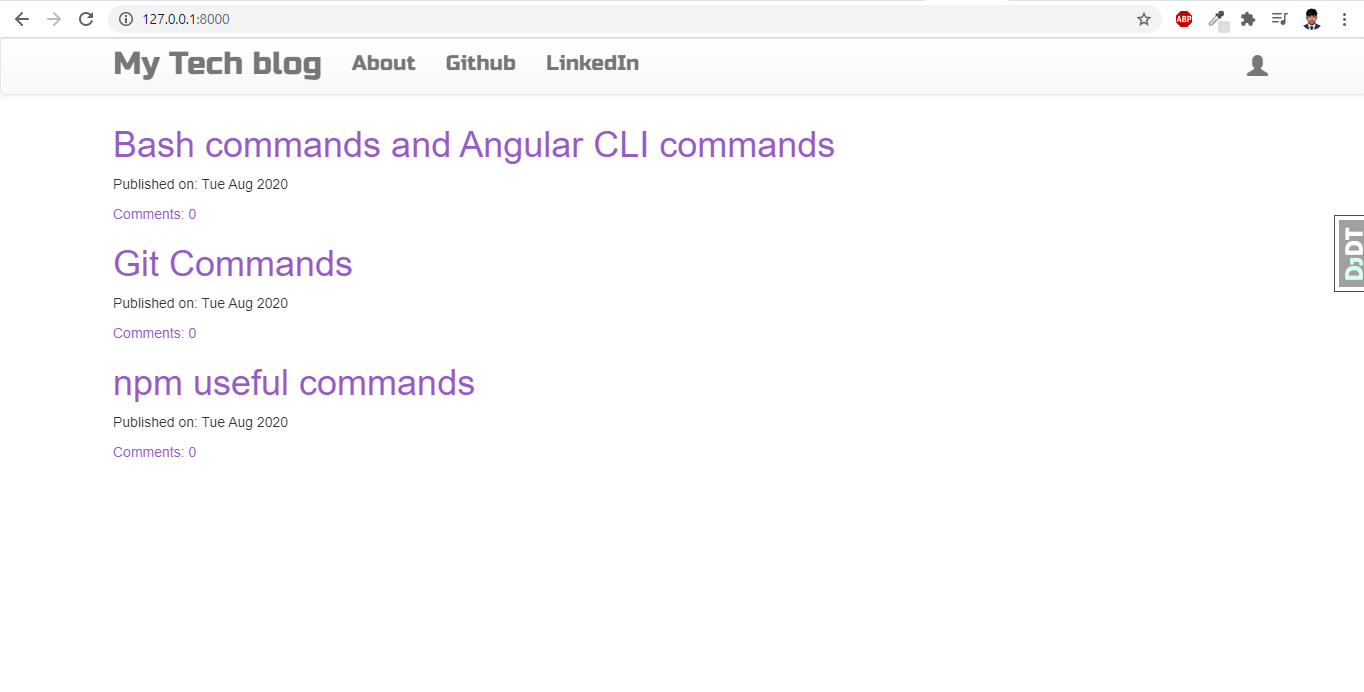 127.0.0.1:8000
ABP
My Tech blog About Github LinkedIn
Bash commands and Angular CLI commands
Published on: Tue Aug 2020
Comments: 0
DJDT
Git Commands
Published on: Tue Aug 2020
Comments: 0
npm useful commands
Published on: Tue Aug 2020
Comments: 0